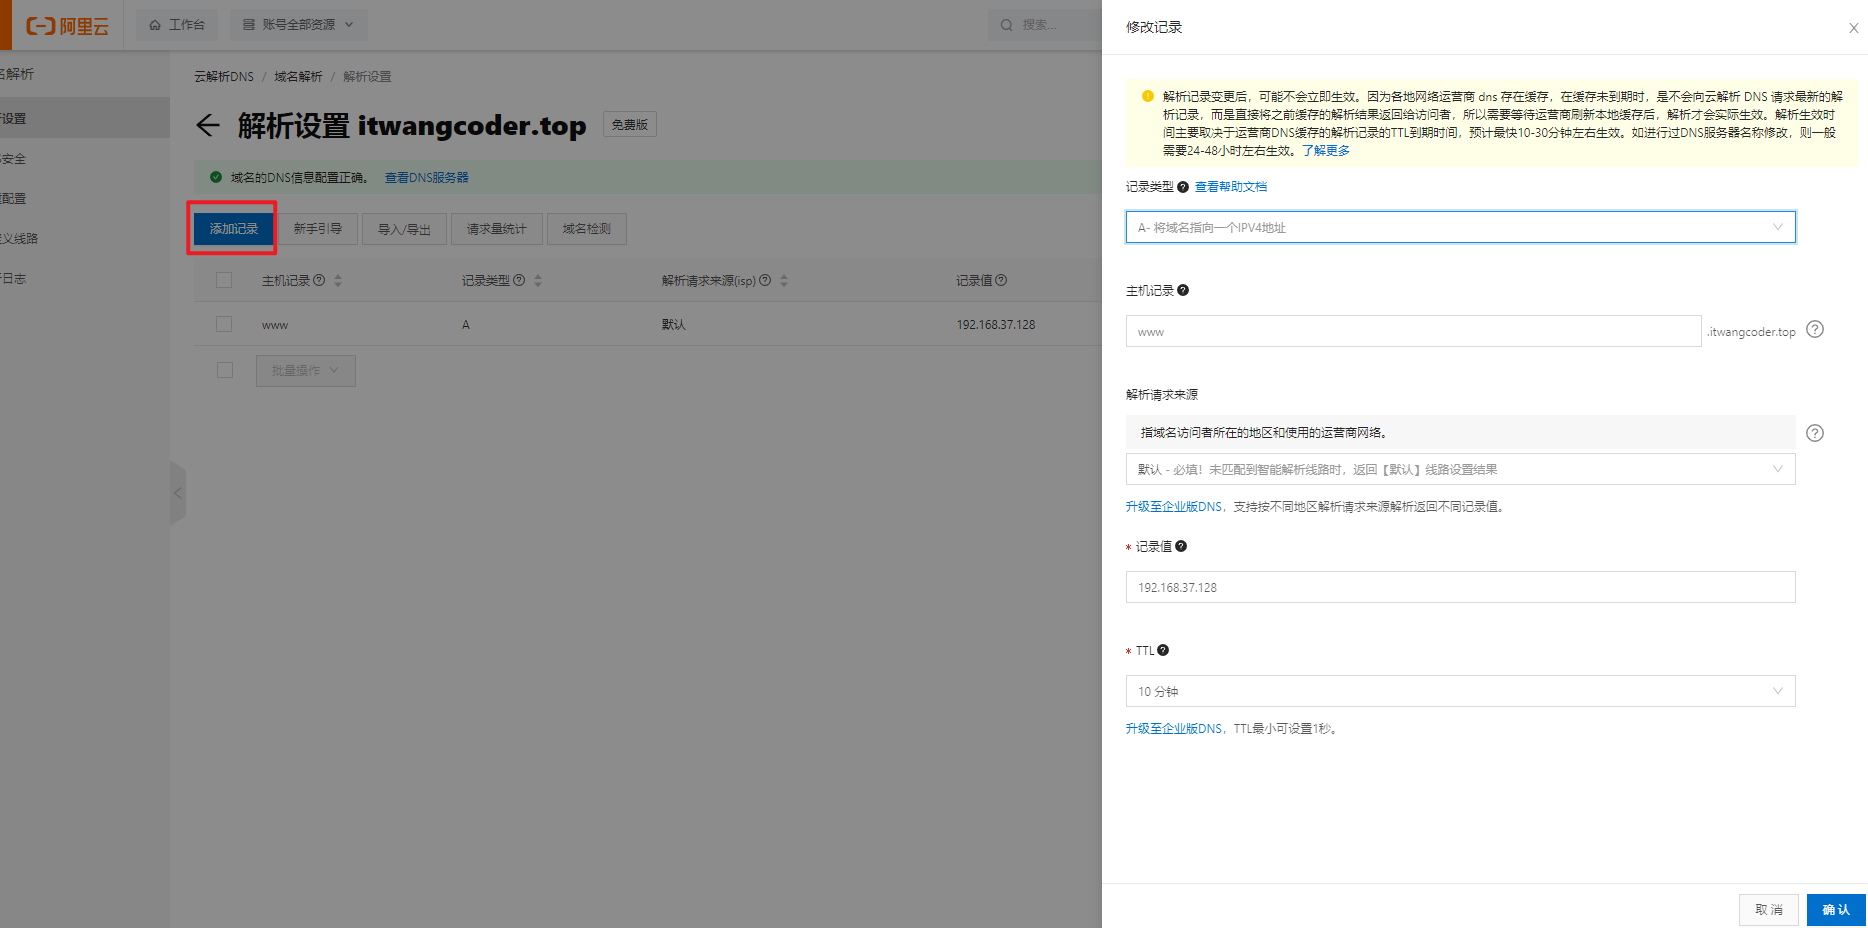 阿里云
工作台
账号全部资源
搜索...
名解析
设置
安全
配置
义线路
日志
云解析DNS / 域名解析 / 解析设置
解析设置 itwangcoder.top
免费版
域名的DNS信息配置正确。 查看DNS服务器
添加记录
新手引导
导入/导出
请求量统计
域名检测
主机记录
记录类型
解析请求来源(isp)
记录值
www
A
默认
192.168.37.128
批量操作
修改记录
解析记录变更后，可能不会立即生效。因为各地网络运营商 dns 存在缓存，在缓存未到期时，是不会向云解析 DNS 请求最新的解
析记录，而是直接将之前缓存的解析结果返回给访问者，所以需要等待运营商刷新本地缓存后，解析才会实际生效。解析生效时
间主要取决于运营商DNS缓存的解析记录的TTL到期时间，预计最快10-30分钟左右生效。如进行过DNS服务器名称修改，则一般
需要24-48小时左右生效。了解更多
记录类型 查看帮助文档
A- 将域名指向一个IPV4地址
主机记录
www
.itwangcoder.top
解析请求来源
指域名访问者所在的地区和使用的运营商网络。
默认 - 必填！未匹配到智能解析线路时，返回【默认】线路设置结果
升级至企业版DNS，支持按不同地区解析请求来源解析返回不同记录值。
* 记录值
192.168.37.128
* TTL
10 分钟
升级至企业版DNS，TTL最小可设置1秒。
取 消
确 认